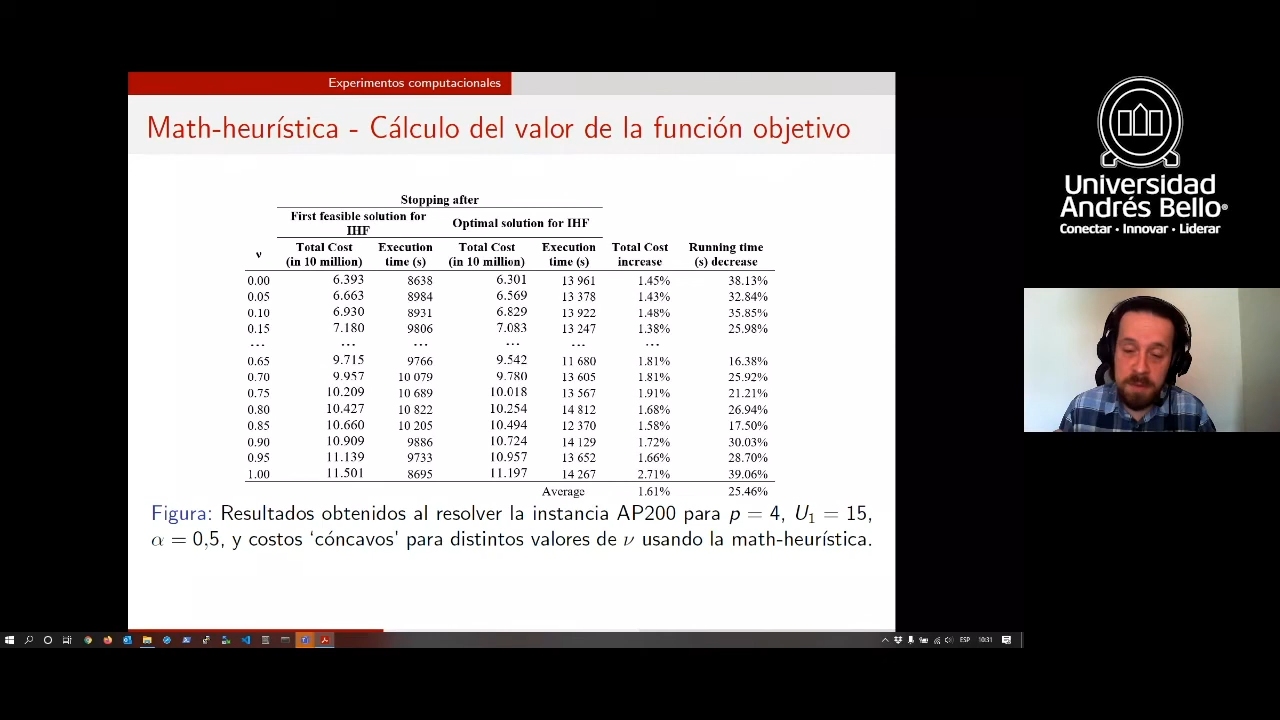 Experimentos computacionales
Math-heurística - Cálculo del valor de la función objetivo
Stopping after
First feasible solution for IHF Optimal solution for IHF
ν Total Cost (in 10 million) Execution time (s) Total Cost (in 10 million) Execution time (s) Total Cost increase Running time (s) decrease
0.00 6.393 8638 6.301 13 961 1.45% 38.13%
0.05 6.663 8984 6.569 13 378 1.43% 32.84%
0.10 6.930 8931 6.829 13 922 1.48% 35.85%
0.15 7.180 9806 7.083 13 247 1.38% 25.98%
... ... ... ... ... ...
0.65 9.715 9766 9.542 11 680 1.81% 16.38%
0.70 9.957 10 079 9.780 13 605 1.81% 25.92%
0.75 10.209 10 689 10.018 13 567 1.91% 21.21%
0.80 10.427 10 822 10.254 14 812 1.68% 26.94%
0.85 10.660 10 205 10.494 12 370 1.58% 17.50%
0.90 10.909 9886 10.724 14 129 1.72% 30.03%
0.95 11.139 9733 10.957 13 652 1.66% 28.70%
1.00 11.501 8695 11.197 14 267 2.71% 39.06%
Average 1.61% 25.46%
Figura: Resultados obtenidos al resolver la instancia AP200 para p = 4, U₁ = 15,
α = 0,5, y costos ‘cóncavos’ para distintos valores de ν usando la math-heurística.
Universidad
Andrés Bello®
Conectar · Innovar · Liderar
ESP 10:31